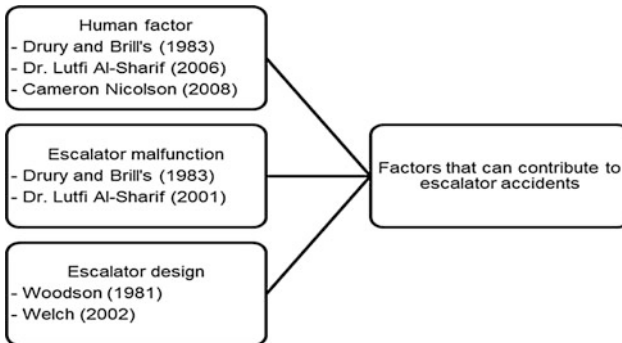 Human factor
- Drury and Brill's (1983)
- Dr. Lutfi Al-Sharif (2006)
- Cameron Nicolson (2008)
Escalator malfunction
- Drury and Brill's (1983)
- Dr. Lutfi Al-Sharif (2001)
Escalator design
- Woodson (1981)
- Welch (2002)
Factors that can contribute to
escalator accidents